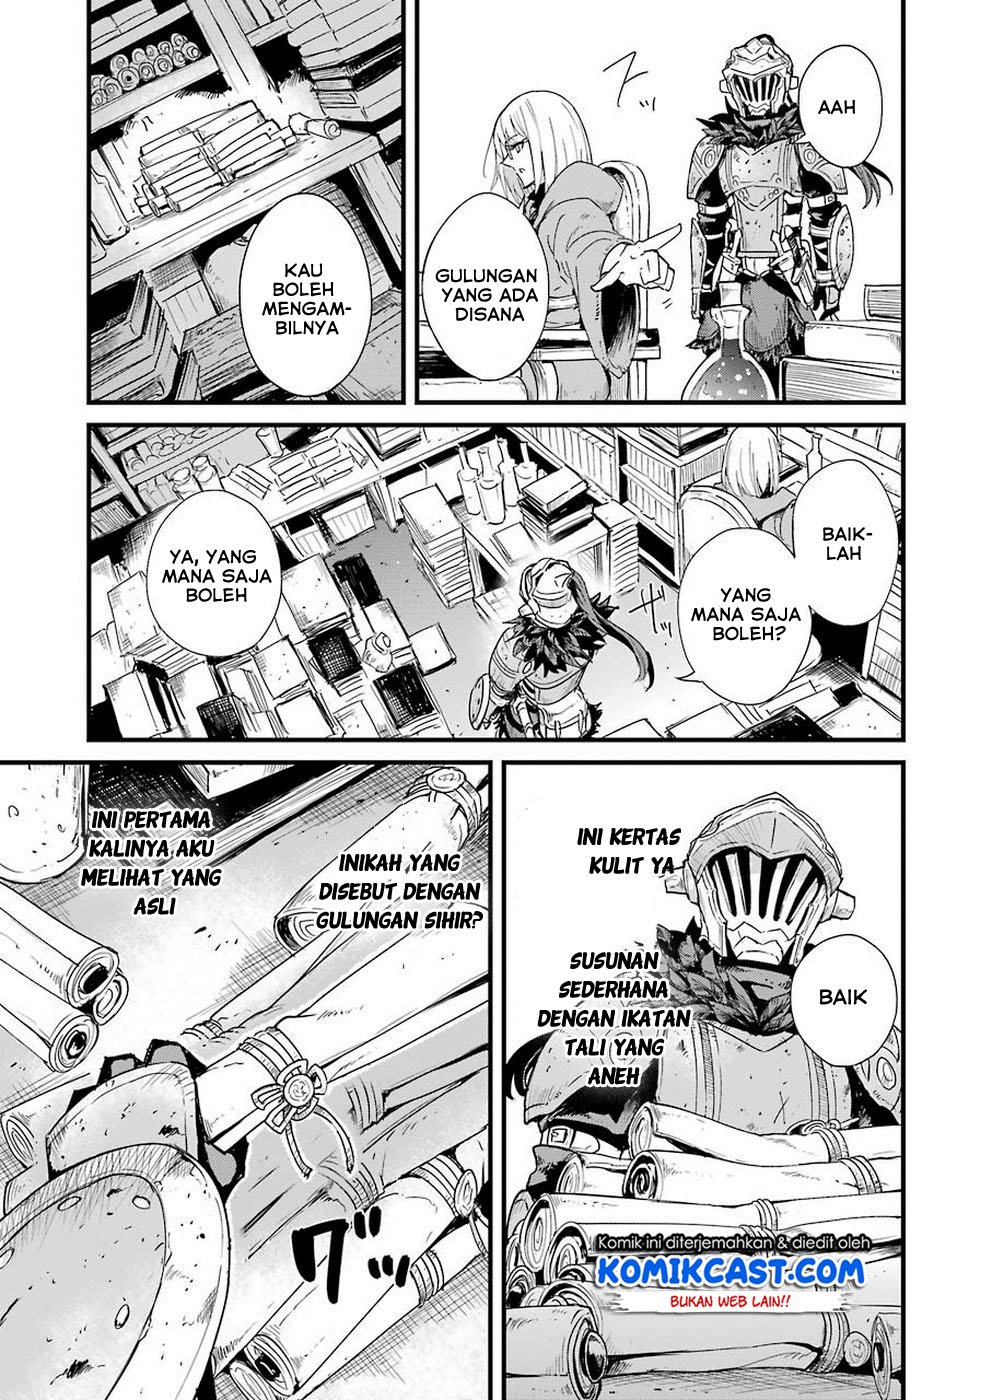 AAH
GULUNGAN
YANG ADA
DISANA
KAU
BOLEH
MENGAM-
BILNYA
BAIK-
LAH
YANG
MANA SAJA
BOLEH?
YA, YANG
MANA SAJA
BOLEH
INI KERTAS
KULIT YA
BAIK
SUSUNAN
SEDERHANA
DENGAN IKATAN
TALI YANG
ANEH
INIKAH YANG
DISEBUT DENGAN
GULUNGAN SIHIR?
INI PERTAMA
KALINYA AKU
MELIHAT YANG
ASLI
Komik ini diterjemahkan & diedit oleh
KOMIKCAST.COM
BUKAN WEB LAIN!!